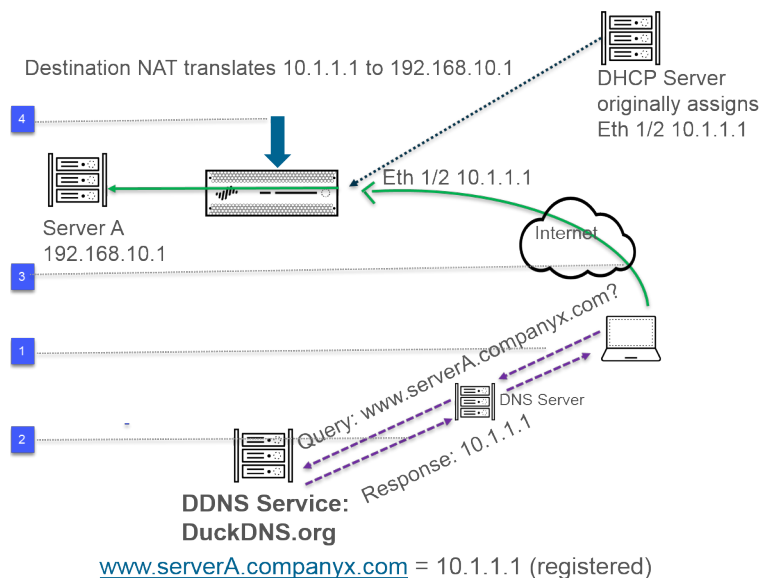 Destination NAT translates 10.1.1.1 to 192.168.10.1
DHCP Server
originally assigns
Eth 1/2 10.1.1.1
4
Eth 1/2 10.1.1.1
Server A
192.168.10.1
Internet
3
1
Query: www.serverA.companyx.com?
DNS Server
2
-
Response: 10.1.1.1
DDNS Service:
DuckDNS.org
www.serverA.companyx.com = 10.1.1.1 (registered)